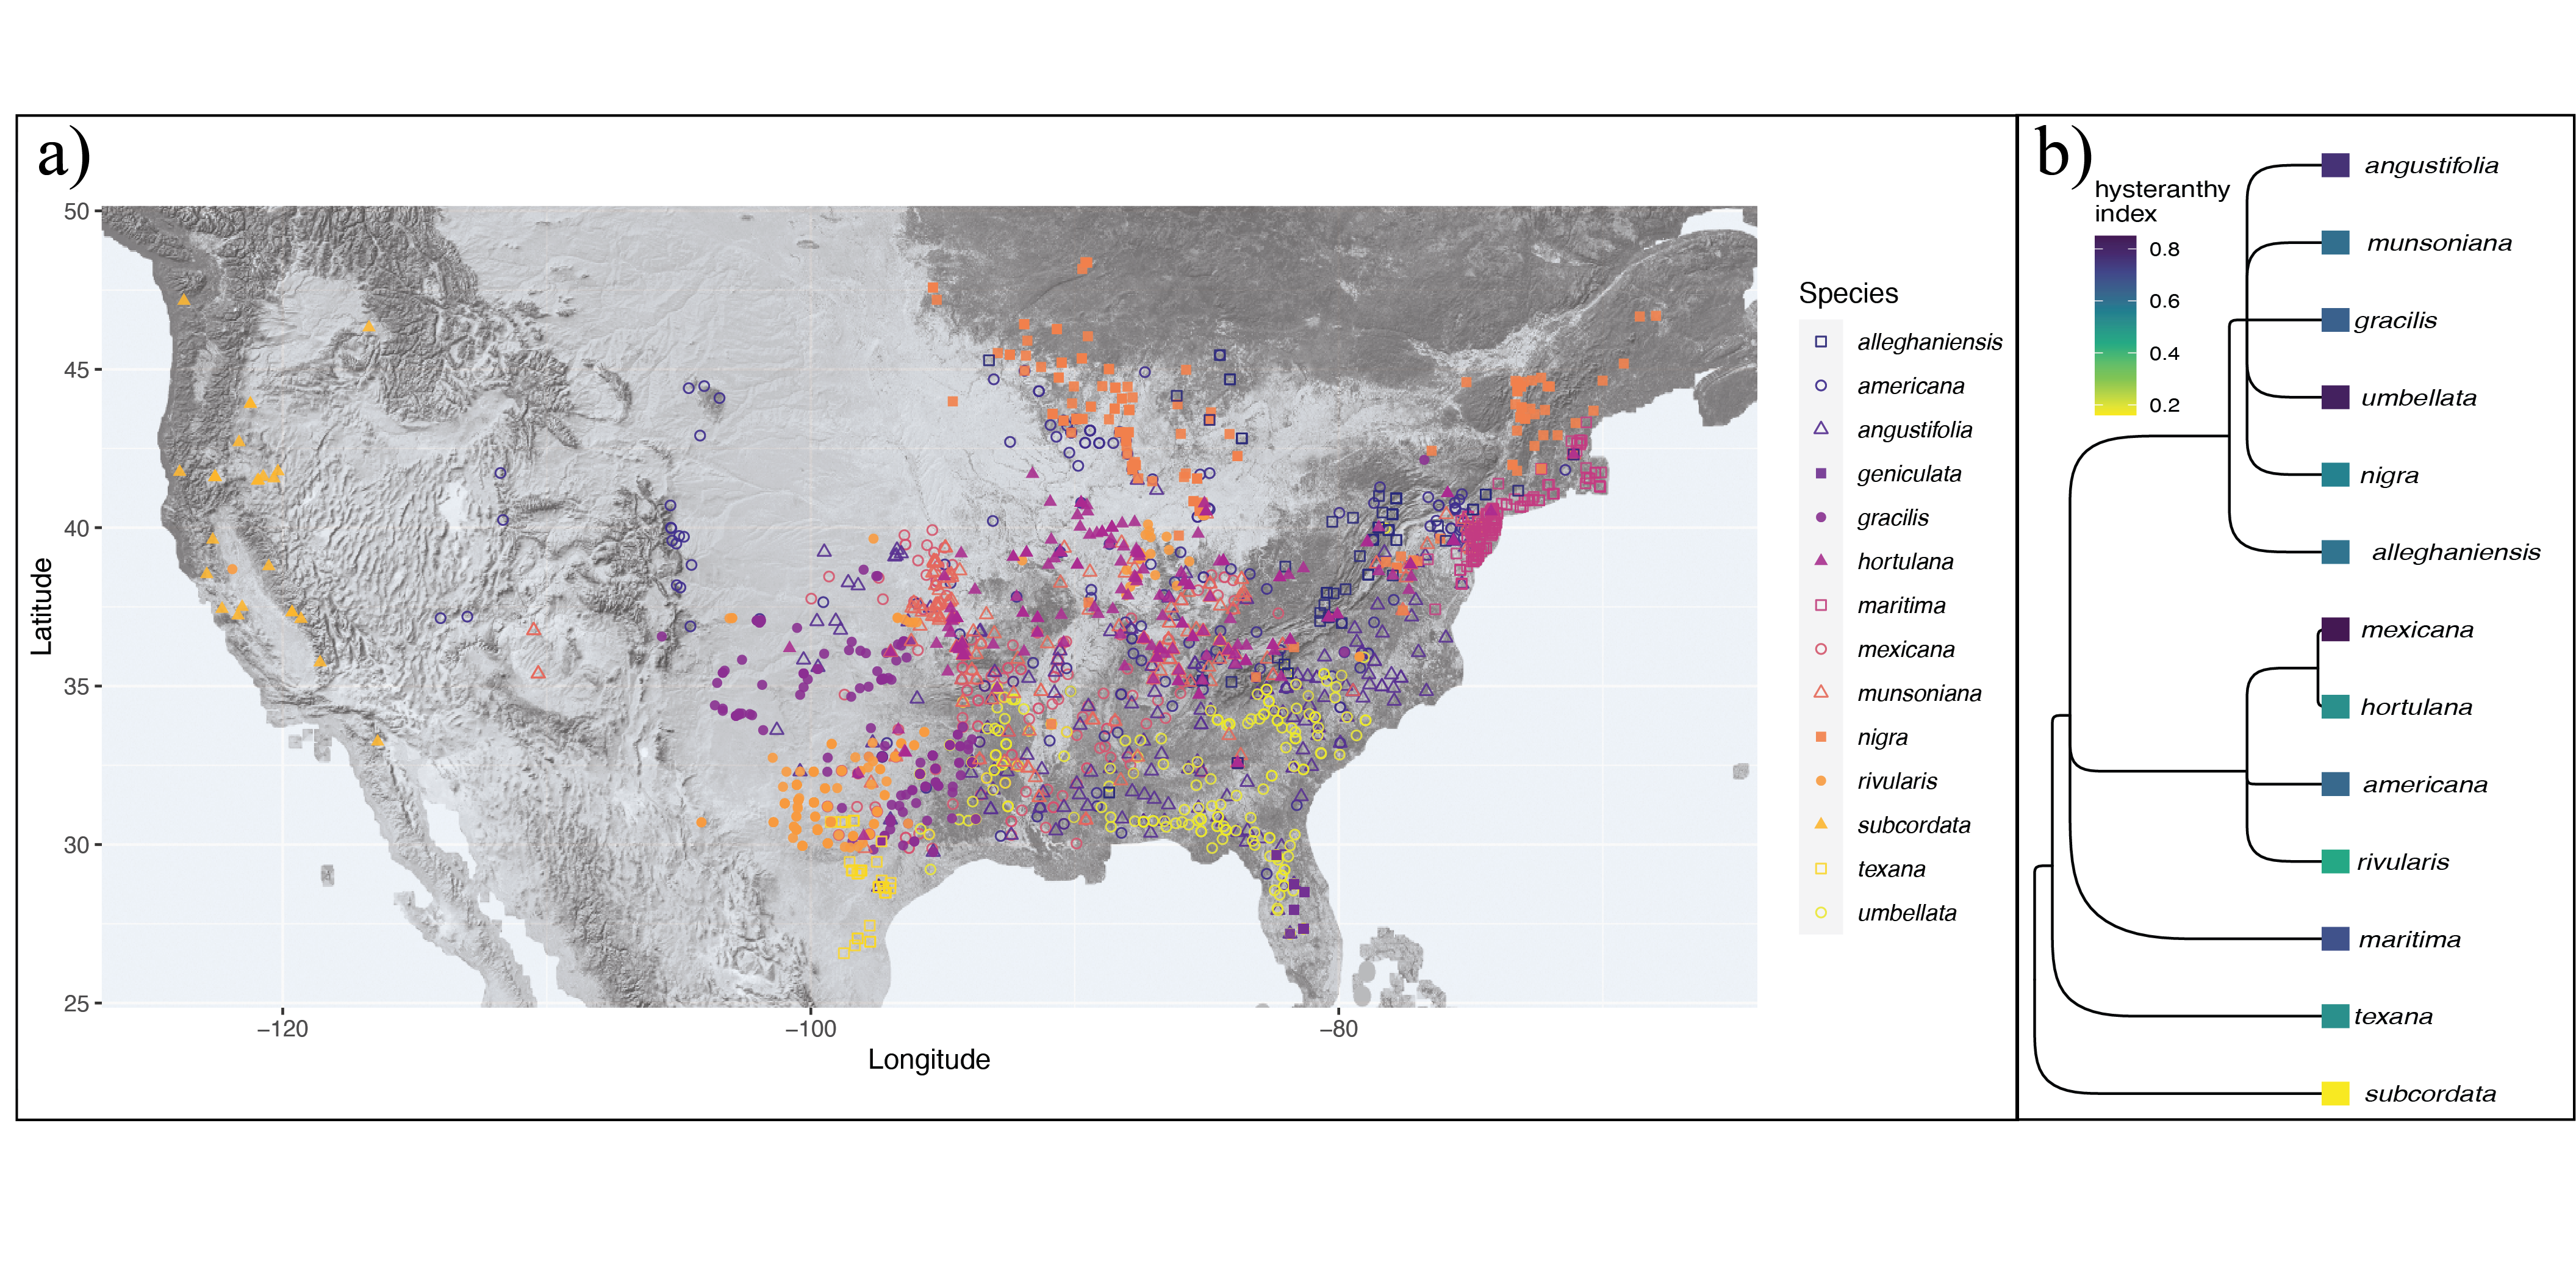 a)
50
45
40
35
30
25
Latitude
−120
−100
−80
Longitude
Species
alleghaniensis
americana
angustifolia
geniculata
gracilis
hortulana
maritima
mexicana
munsoniana
nigra
rivularis
subcordata
texana
umbellata
b)
hysteranthy
index
0.8
0.6
0.4
0.2
angustifolia
munsoniana
gracilis
umbellata
nigra
alleghaniensis
mexicana
hortulana
americana
rivularis
maritima
texana
subcordata